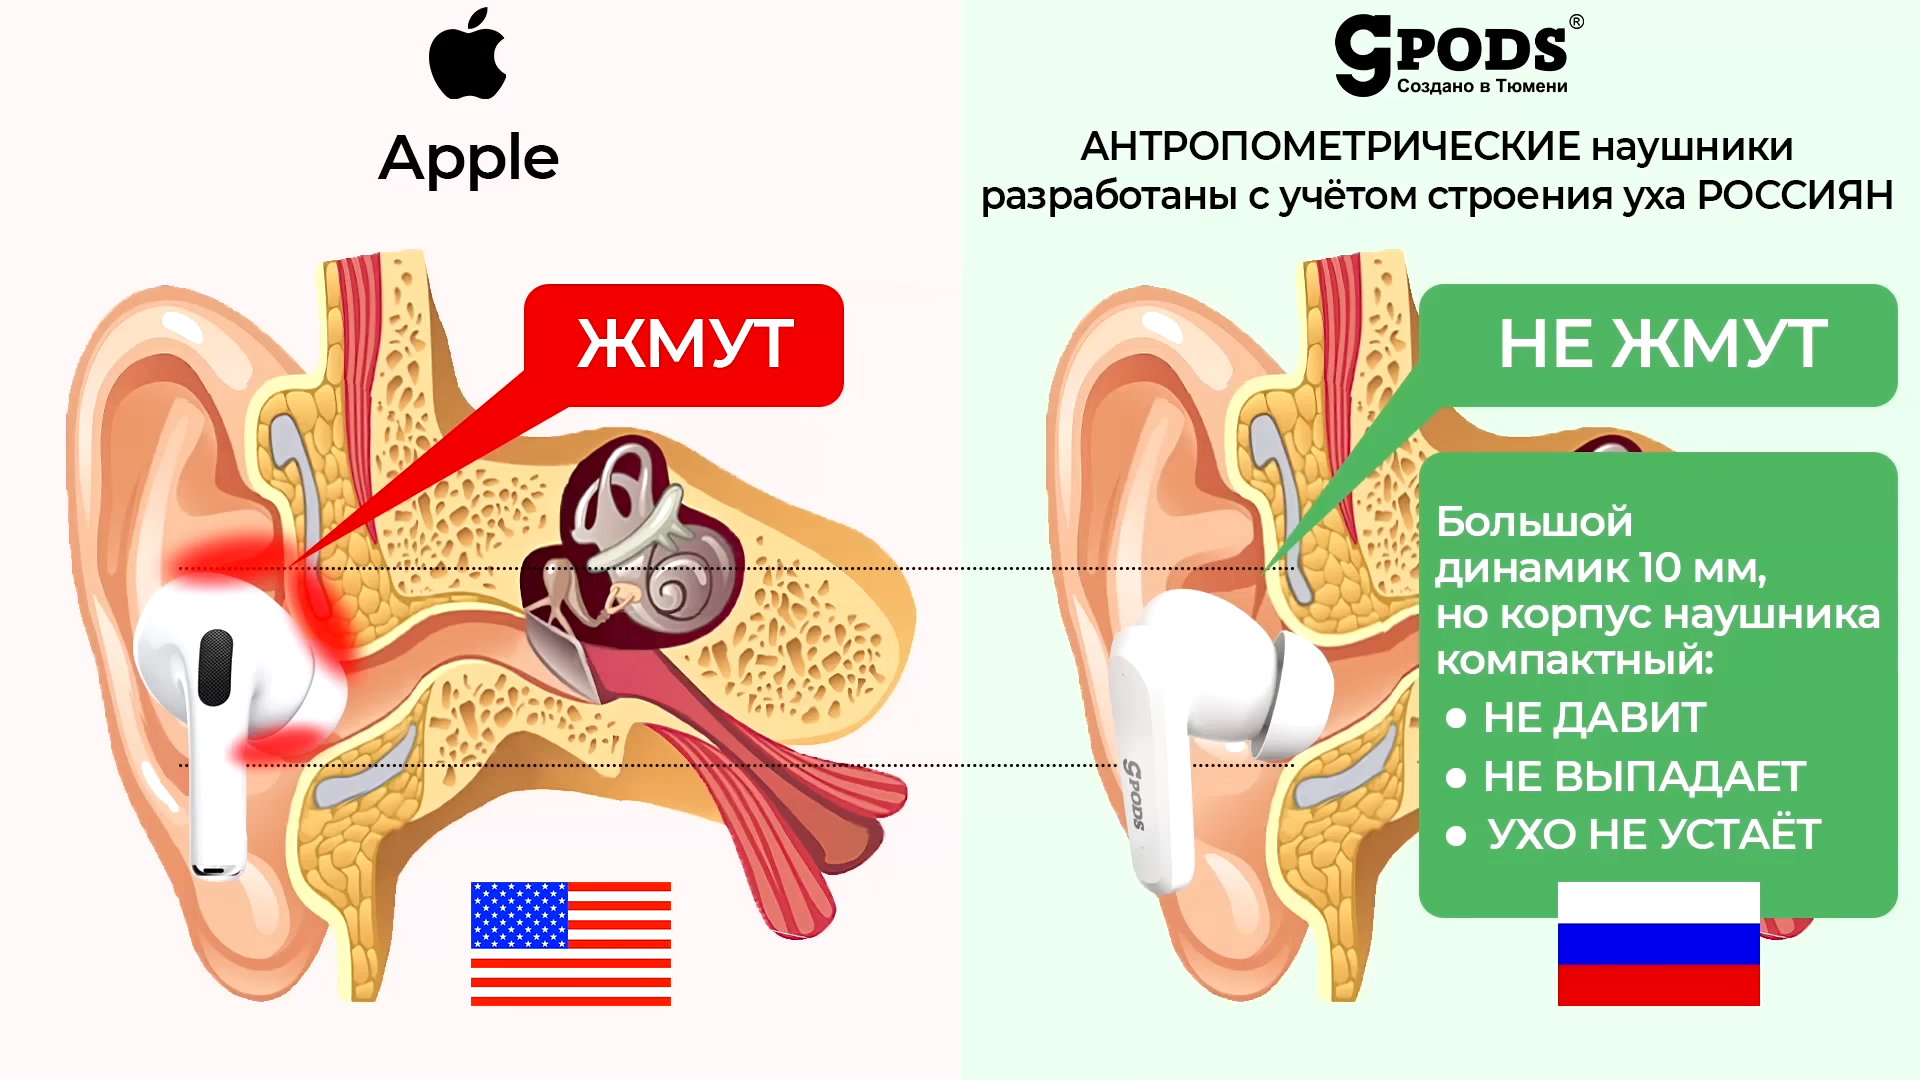 Apple
ЖМУТ
gPODS®
Создано в Тюмени
АНТРОПОМЕТРИЧЕСКИЕ наушники
разработаны с учётом строения уха РОССИЯН
НЕ ЖМУТ
Большой
динамик 10 мм,
но корпус наушника
компактный:
• НЕ ДАВИТ
• НЕ ВЫПАДАЕТ
• УХО НЕ УСТАЁТ
gPODS